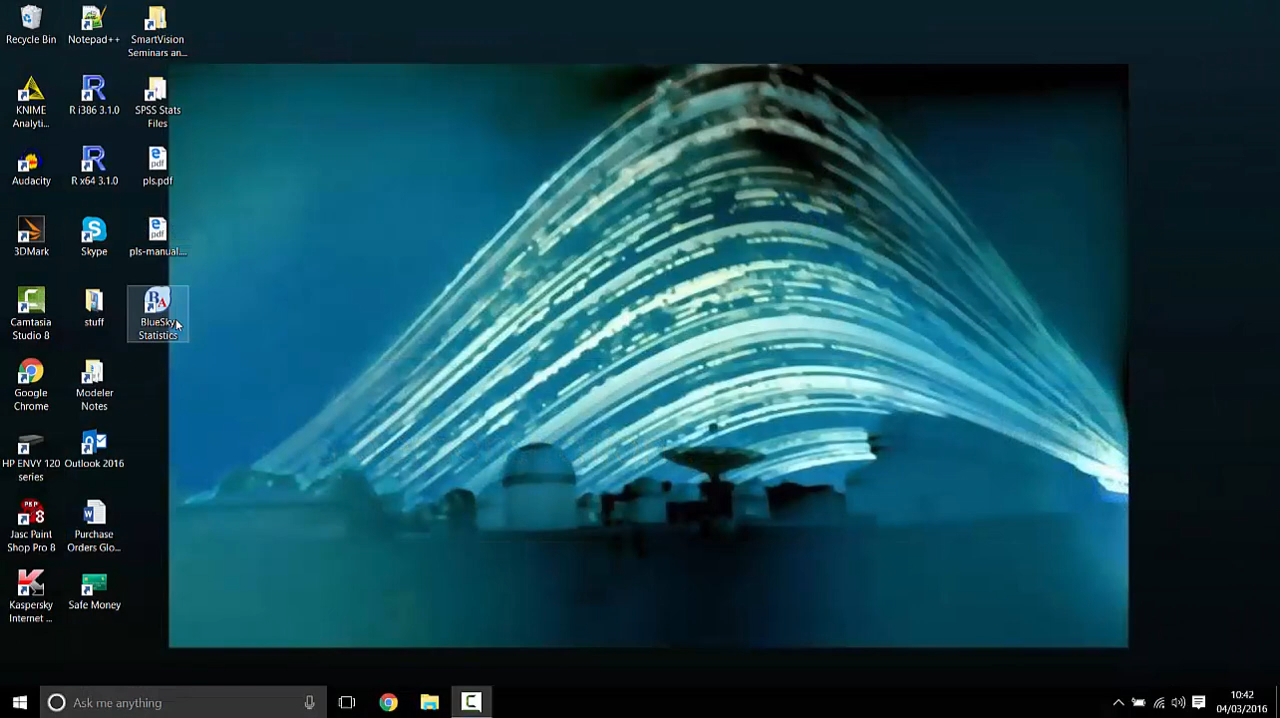 Recycle Bin
Notepad++
SmartVision
Seminars an...
KNIME
Analyti...
R i386 3.1.0
SPSS Stats
Files
Audacity
R x64 3.1.0
pls.pdf
3DMark
Skype
pls-manual....
Camtasia
Studio 8
stuff
BlueSky
Statistics
Google
Chrome
Modeler
Notes
HP ENVY 120
series
Outlook 2016
Jasc Paint
Shop Pro 8
Purchase
Orders Glo...
Kaspersky
Internet ...
Safe Money
Ask me anything
10:42
04/03/2016